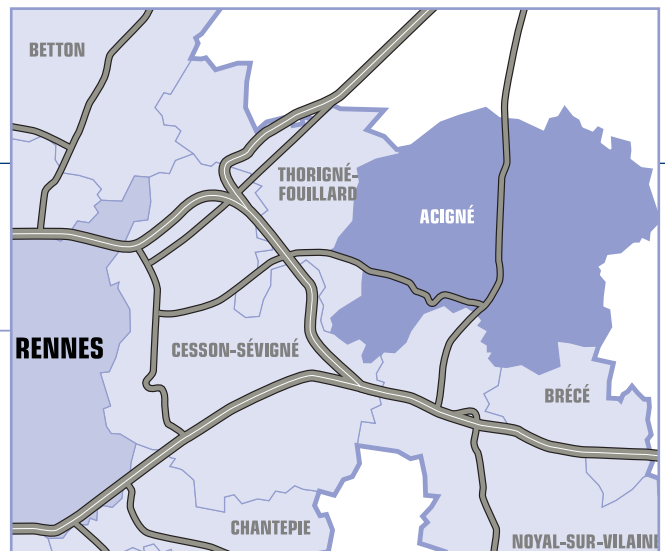 BETTON
THORIGNÉ-
FOUILLARD
ACIGNÉ
RENNES
CESSON-SÉVIGNÉ
BRÉCÉ
CHANTEPIE
NOYAL-SUR-VILAINE